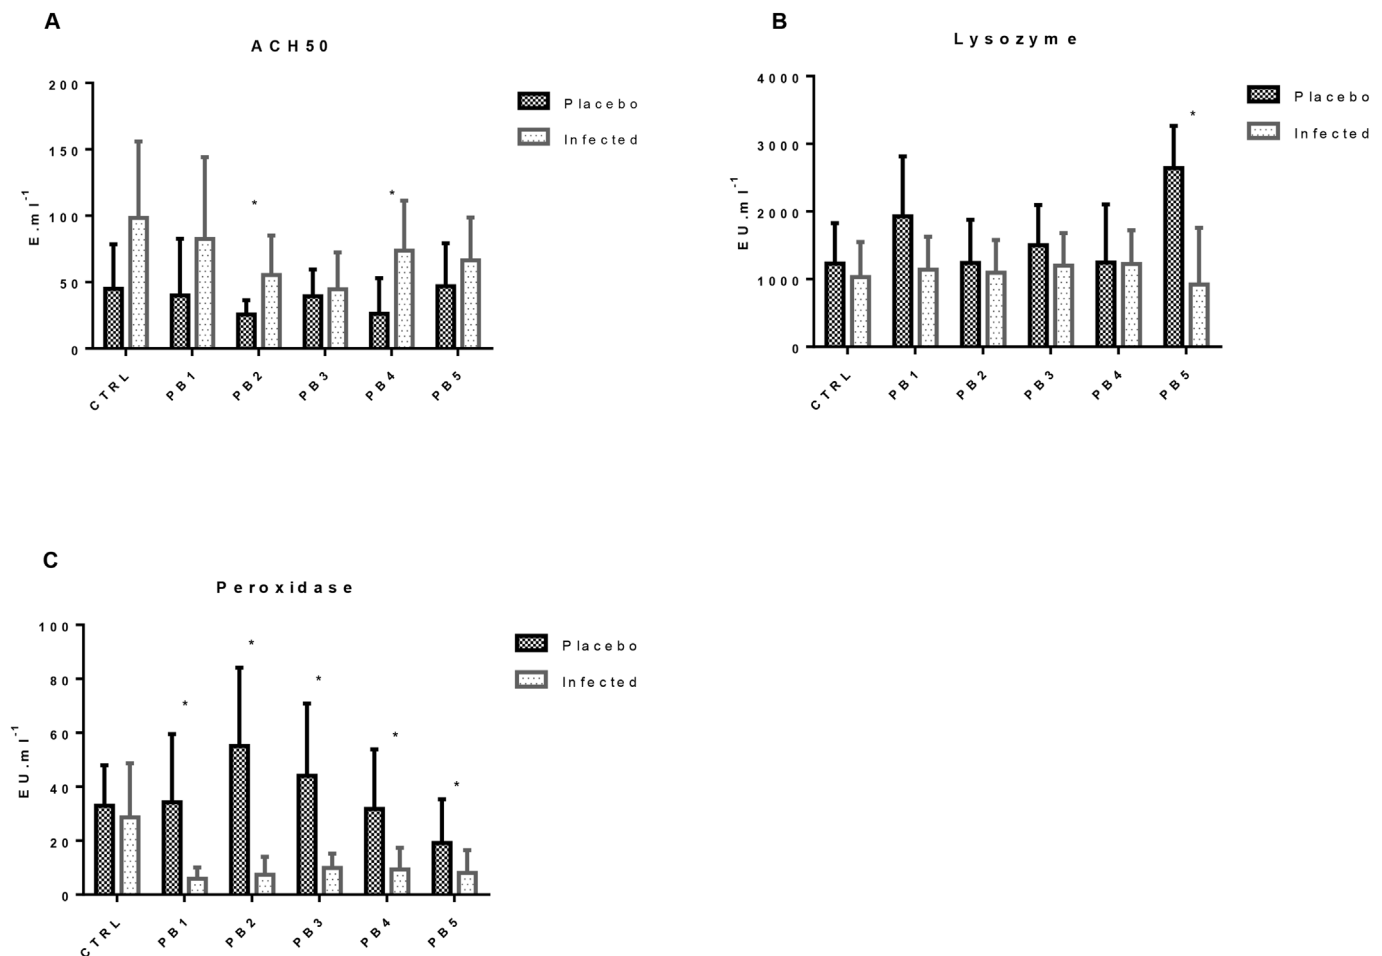 A
ACH50
E.ml-1
200
150
100
50
0
*
*
CTRL
PB1
PB2
PB3
PB4
PB5
Placebo
Infected
B
Lysozyme
EU.ml-1
4000
3000
2000
1000
0
*
CTRL
PB1
PB2
PB3
PB4
PB5
Placebo
Infected
C
Peroxidase
EU.ml-1
100
80
60
40
20
0
*
*
*
*
*
CTRL
PB1
PB2
PB3
PB4
PB5
Placebo
Infected